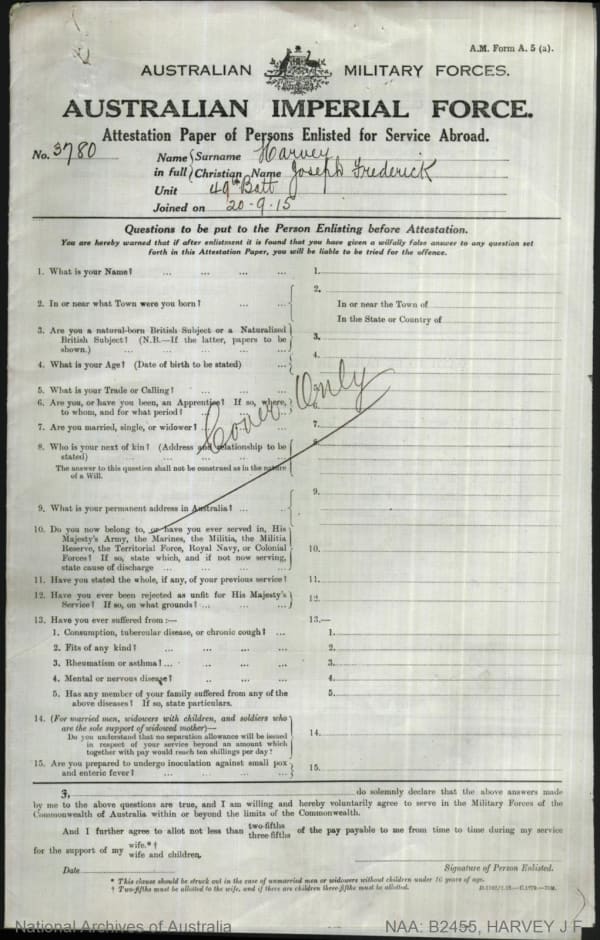 A.M. Form A. 5 (a).
AUSTRALIAN MILITARY FORCES.
AUSTRALIAN IMPERIAL FORCE.
Attestation Paper of Persons Enlisted for Service Abroad.
No. 3780
Name in full { Surname Harvey
Christian Name Joseph Frederick
Unit 49th Batt
Joined on 20-9-15
Questions to be put to the Person Enlisting before Attestation.
You are hereby warned that if after enlistment it is found that you have given a wilfully false answer to any question set
forth in this Attestation Paper, you will be liable to be tried for the offence.
1. What is your Name? ... ... ... ... 1.
2. In or near what Town were you born? ... ... 2. In or near the Town of
In the State or Country of
3. Are you a natural-born British Subject or a Naturalized
British Subject? (N.B.—If the latter, papers to be
shown.) ... ... ... ... 3.
4. What is your Age? (Date of birth to be stated) ... 4.
5. What is your Trade or Calling? ... ... ...
6. Are you, or have you been, an Apprentice? If so, where,
to whom, and for what period? ... ... 6.
Cover Only
7. Are you married, single, or widower? ... ... 7.
8. Who is your next of kin? (Address and relationship to be
stated) ... ... ... ... 8
The answer to this question shall not be construed as in the nature
of a Will.
9. What is your permanent address in Australia? ... ... 9.
10. Do you now belong to, or have you ever served in, His
Majesty's Army, the Marines, the Militia, the Militia
Reserve, the Territorial Force, Royal Navy, or Colonial
Forces? If so, state which, and if not now serving,
state cause of discharge ... ... ... 10.
11. Have you stated the whole, if any, of your previous service? 11.
12. Have you ever been rejected as unfit for His Majesty's
Service? If so, on what grounds? ... ... 12.
13. Have you ever suffered from :— 13.—
1. Consumption, tubercular disease, or chronic cough? ... 1.
2. Fits of any kind? ... ... ... ... 2.
3. Rheumatism or asthma? ... ... ... ... 3.
4. Mental or nervous disease? ... ... ... 4.
5. Has any member of your family suffered from any of the
above diseases? If so, state particulars. 5.
14. (For married men, widowers with children, and soldiers who
are the sole support of widowed mother)—
Do you understand that no separation allowance will be issued
in respect of your service beyond an amount which
together with pay would reach ten shillings per day? 14.
15. Are you prepared to undergo inoculation against small pox
and enteric fever? ... ... ... ... 15.
I, do solemnly declare that the above answers made
by me to the above questions are true, and I am willing and hereby voluntarily agree to serve in the Military Forces of the
Commonwealth of Australia within or beyond the limits of the Commonwealth.
And I further agree to allot not less than two-fifths three-fifths of the pay payable to me from time to time during my service
for the support of my wife.* † wife and children.
Date
Signature of Person Enlisted.
* This clause should be struck out in the case of unmarried men or widowers without children under 16 years of age.
† Two-fifths must be allotted to the wife, and if there are children three-fifths must be allotted.
National Archives of Australia
NAA: B2455, HARVEY J F